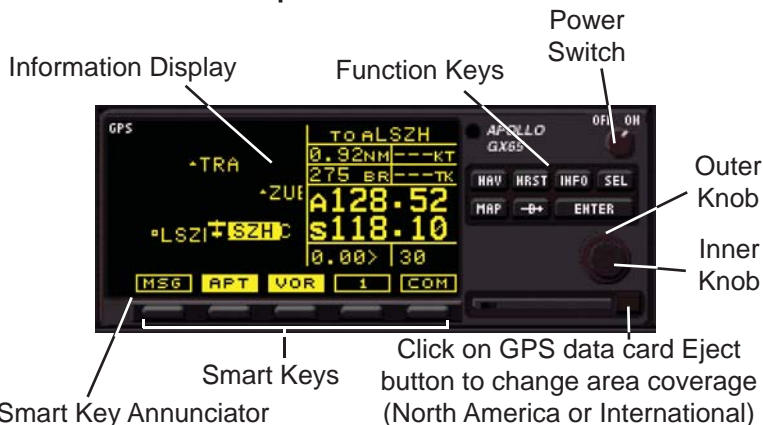 Power
Switch
Information Display
Function Keys
GPS
TO aLSZH
APOLLO
GX65
OFF ON
0.92NM ---KT
▵TRA
275 BR ---TK
NAV NRST INFO SEL
Outer
Knob
▵ZUE
A128.52
MAP -D+ ENTER
S118.10
SZH
Inner
Knob
0.00> 30
MSG APT VOR 1 COM
Smart Keys
Click on GPS data card Eject
button to change area coverage
(North America or International)
Smart Key Annunciator